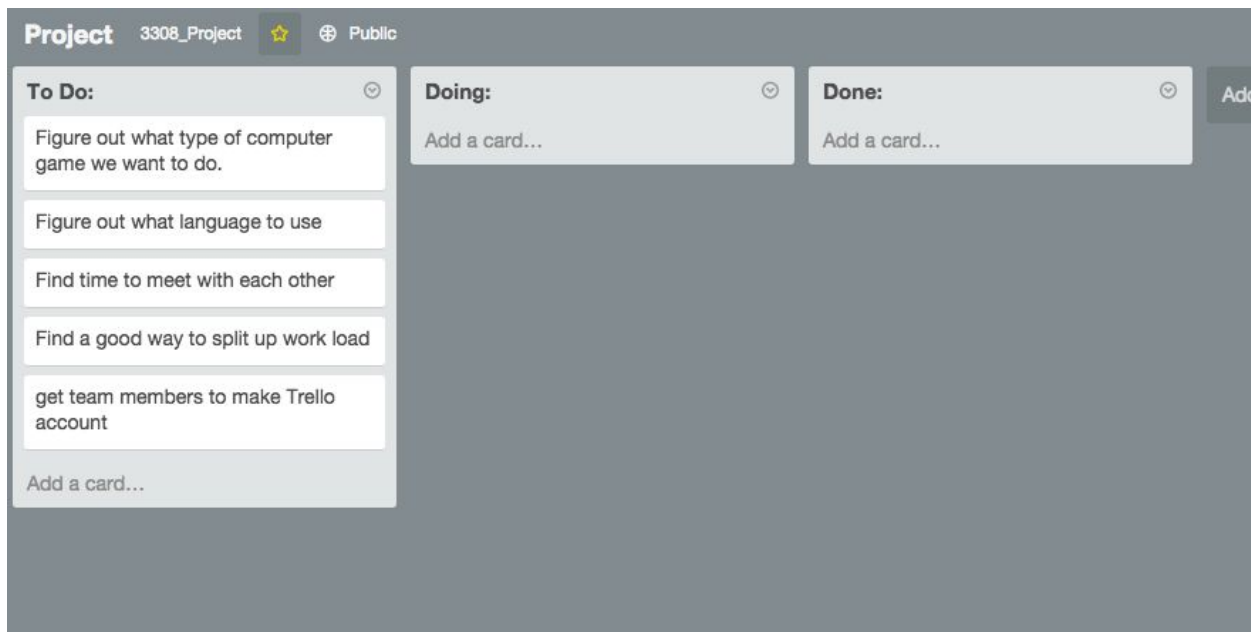 Project 3308_Project Public
To Do:
Figure out what type of computer
game we want to do.
Figure out what language to use
Find time to meet with each other
Find a good way to split up work load
get team members to make Trello
account
Add a card...
Doing:
Add a card...
Done:
Add a card...